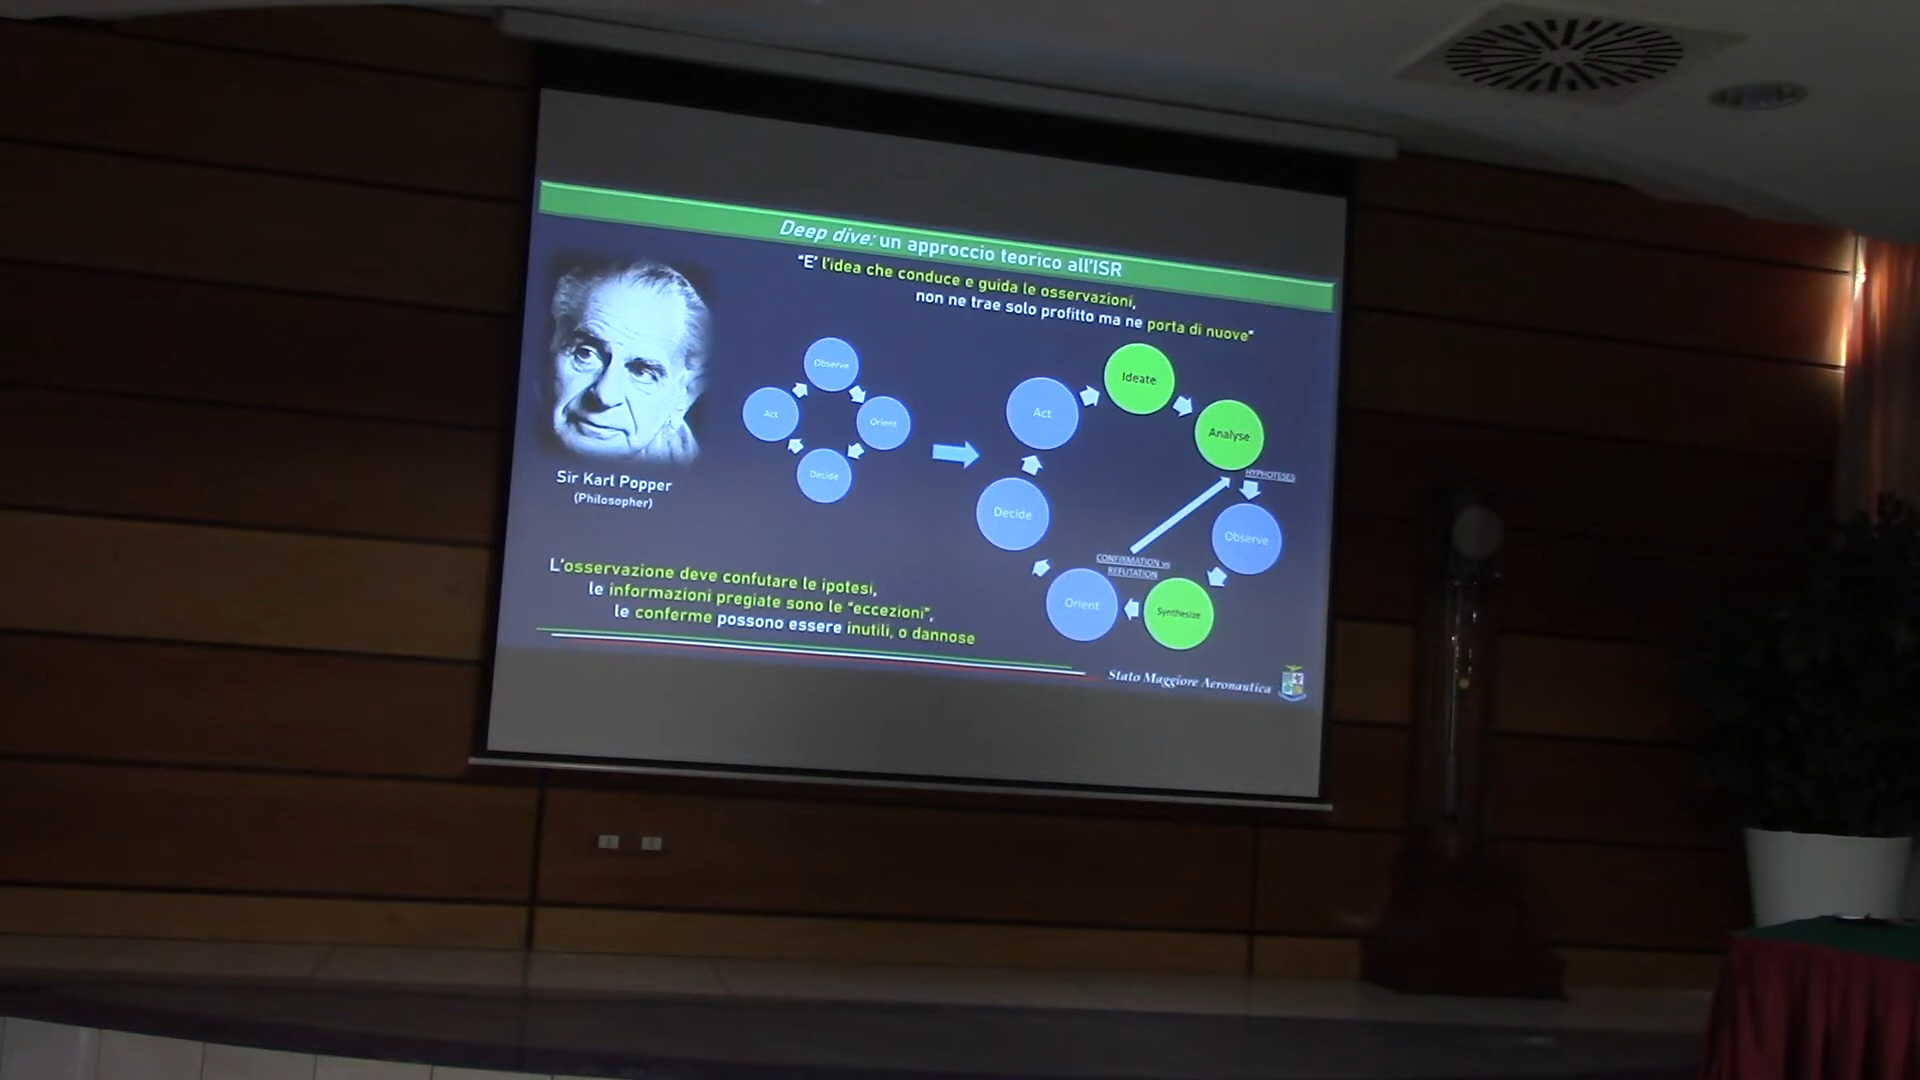 Deep dive: un approccio teorico all'ISR
"E' l'idea che conduce e guida le osservazioni,
non ne trae solo profitto ma ne porta di nuove"
Sir Karl Popper
(Philosopher)
Observe
Orient
Decide
Act
Ideate
Analyse
HYPHOTESES
Observe
Synthesize
Orient
Decide
Act
CONFIRMATION vs
REFUTATION
L'osservazione deve confutare le ipotesi,
le informazioni pregiate sono le "eccezioni",
le conferme possono essere inutili, o dannose
Stato Maggiore Aeronautica